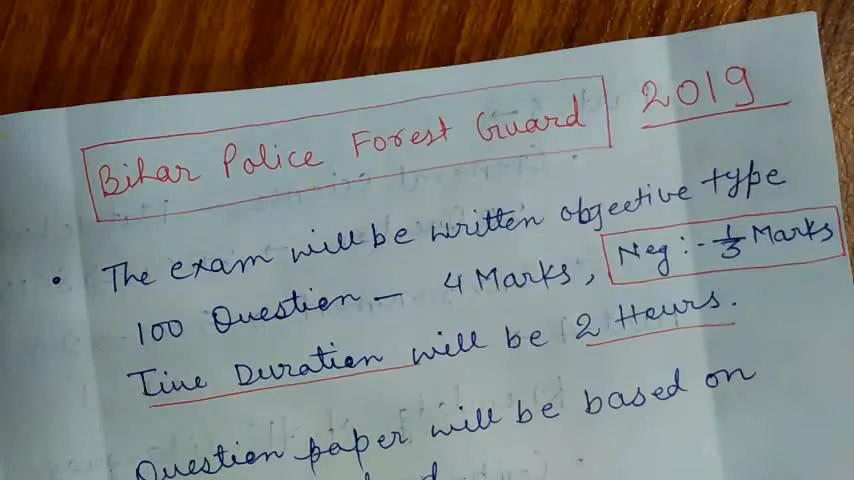 Bihar Police Forest Guard 2019
• The exam will be written objective type
100 Question - 4 Marks, Neg:- 1/3 Marks
Time Duration will be 2 Hours.
Question paper will be based on